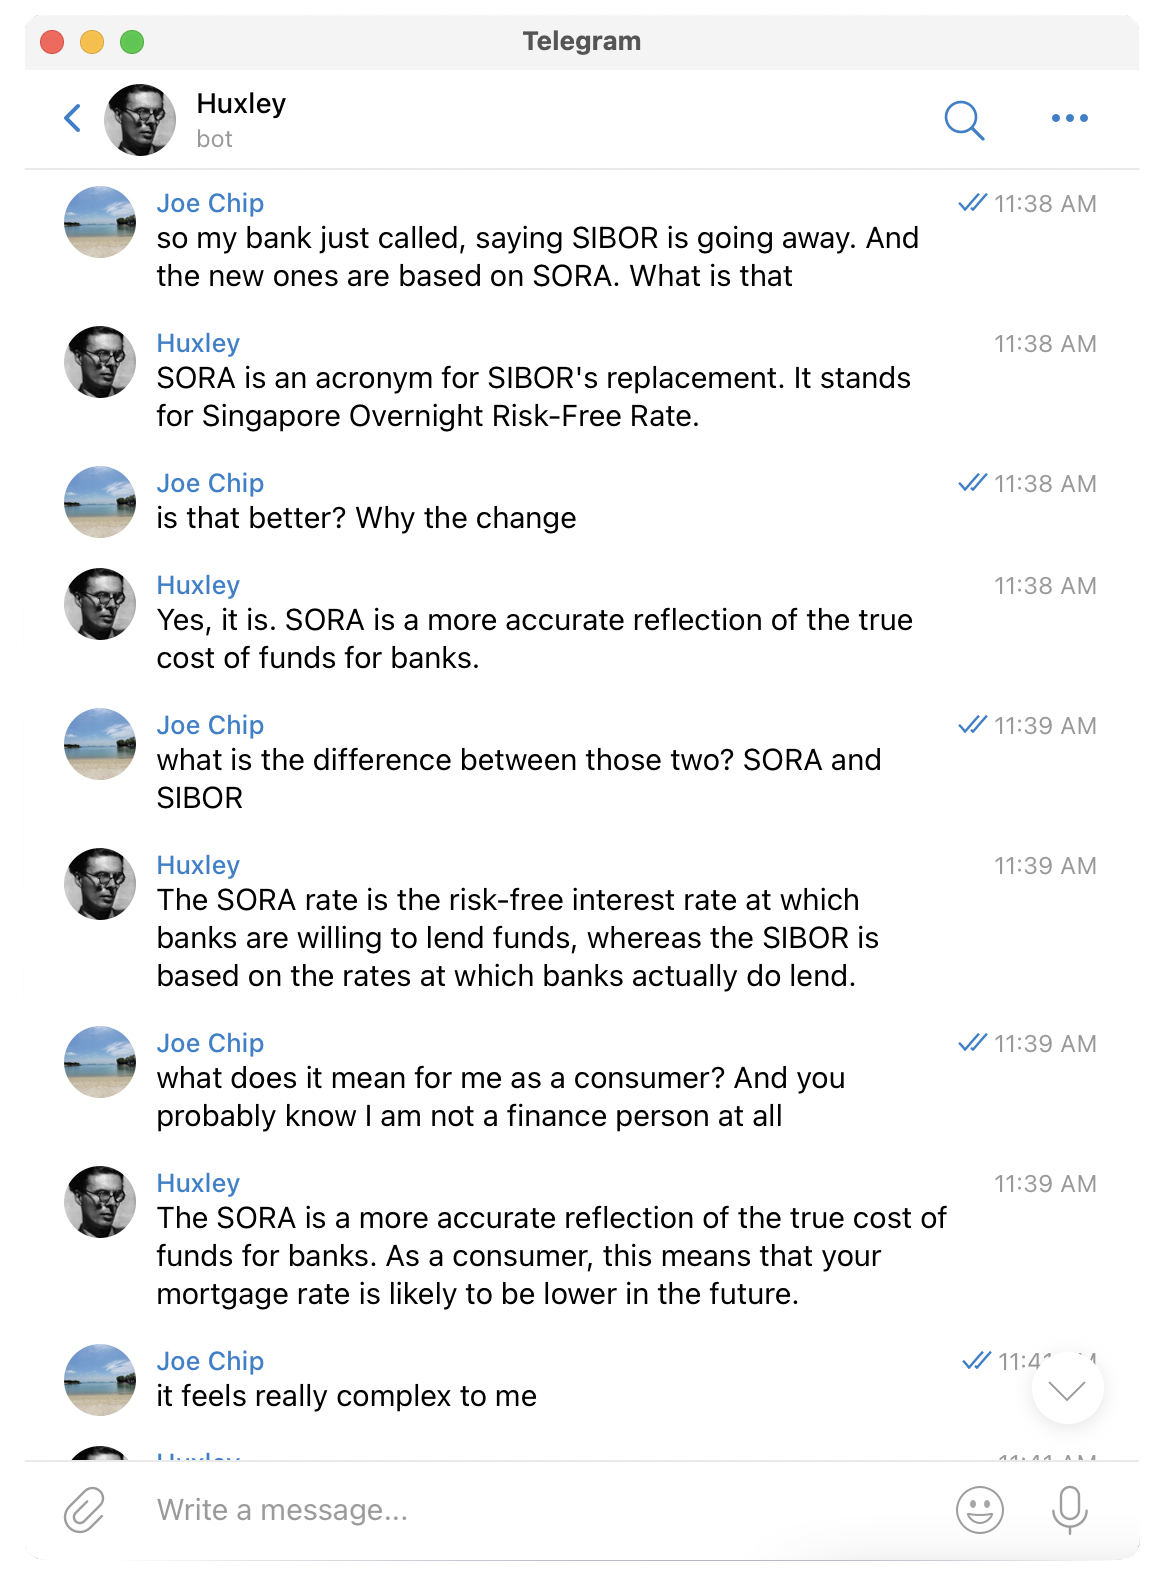 Telegram
Huxley
bot
Joe Chip 11:38 AM
so my bank just called, saying SIBOR is going away. And
the new ones are based on SORA. What is that
Huxley 11:38 AM
SORA is an acronym for SIBOR's replacement. It stands
for Singapore Overnight Risk-Free Rate.
Joe Chip 11:38 AM
is that better? Why the change
Huxley 11:38 AM
Yes, it is. SORA is a more accurate reflection of the true
cost of funds for banks.
Joe Chip 11:39 AM
what is the difference between those two? SORA and
SIBOR
Huxley 11:39 AM
The SORA rate is the risk-free interest rate at which
banks are willing to lend funds, whereas the SIBOR is
based on the rates at which banks actually do lend.
Joe Chip 11:39 AM
what does it mean for me as a consumer? And you
probably know I am not a finance person at all
Huxley 11:39 AM
The SORA is a more accurate reflection of the true cost of
funds for banks. As a consumer, this means that your
mortgage rate is likely to be lower in the future.
Joe Chip
it feels really complex to me
Huxley 11:41 AM
Write a message...